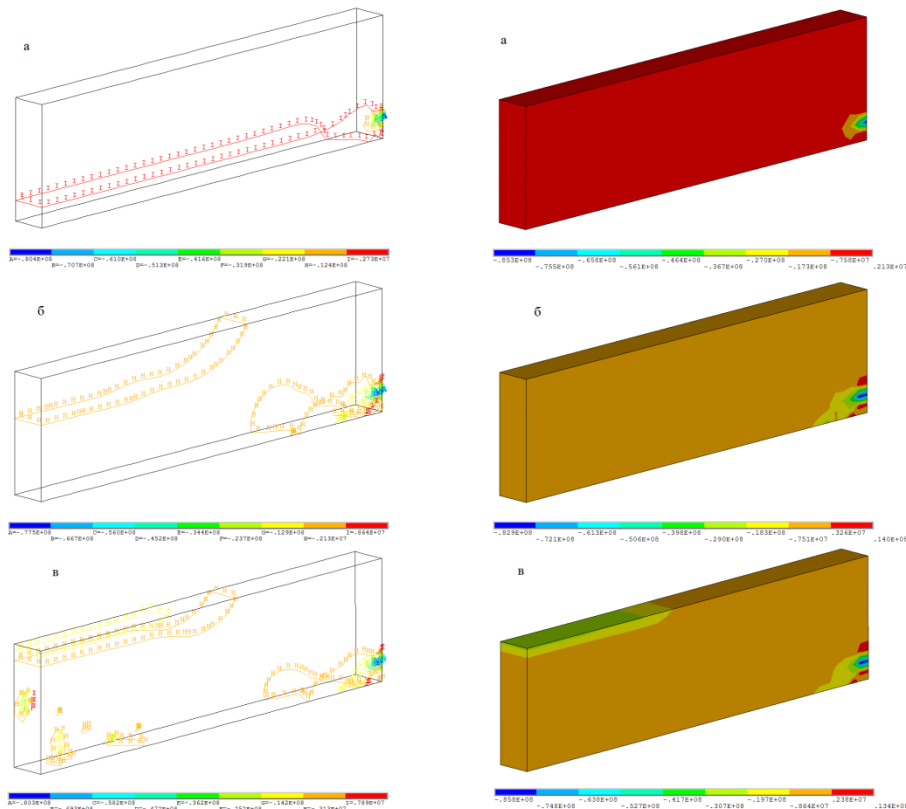 а
A=-.804E+08 C=-.610E+08 E=-.416E+08 G=-.221E+08 I=-.273E+07
B=-.707E+08 D=-.513E+08 F=-.319E+08 H=-.124E+08
а
-.853E+08 -.658E+08 -.464E+08 -.270E+08 -.758E+07
-.755E+08 -.561E+08 -.367E+08 -.173E+08 .213E+07
б
A=-.775E+08 C=-.560E+08 E=-.344E+08 G=-.129E+08 I=.864E+07
B=-.667E+08 D=-.452E+08 F=-.237E+08 H=-.213E+07
б
-.829E+08 -.613E+08 -.398E+08 -.183E+08 .326E+07
-.721E+08 -.506E+08 -.290E+08 -.751E+07 .140E+08
в
A=-.803E+08 C=-.582E+08 E=-.362E+08 G=-.142E+08 I=.789E+07
в
-.858E+08 -.638E+08 -.417E+08 -.197E+08 .238E+07
-.748E+08 -.527E+08 -.307E+08 -.864E+07 .134E+08